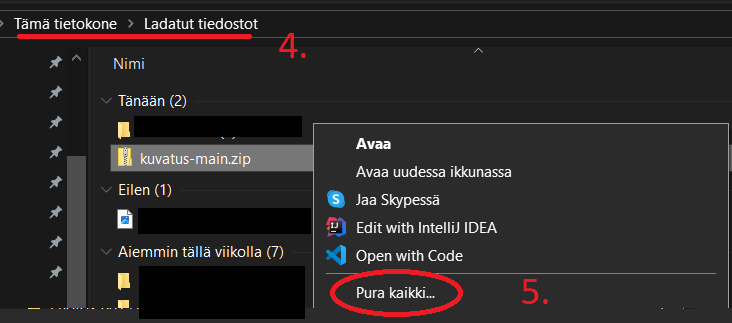 Tämä tietokone > Ladatut tiedostot
4.
Nimi
Tänään (2)
kuvatus-main.zip
Avaa
Avaa uudessa ikkunassa
Eilen (1)
Jaa Skypessä
Edit with IntelliJ IDEA
Aiemmin tällä viikolla (7)
Open with Code
Pura kaikki...
5.